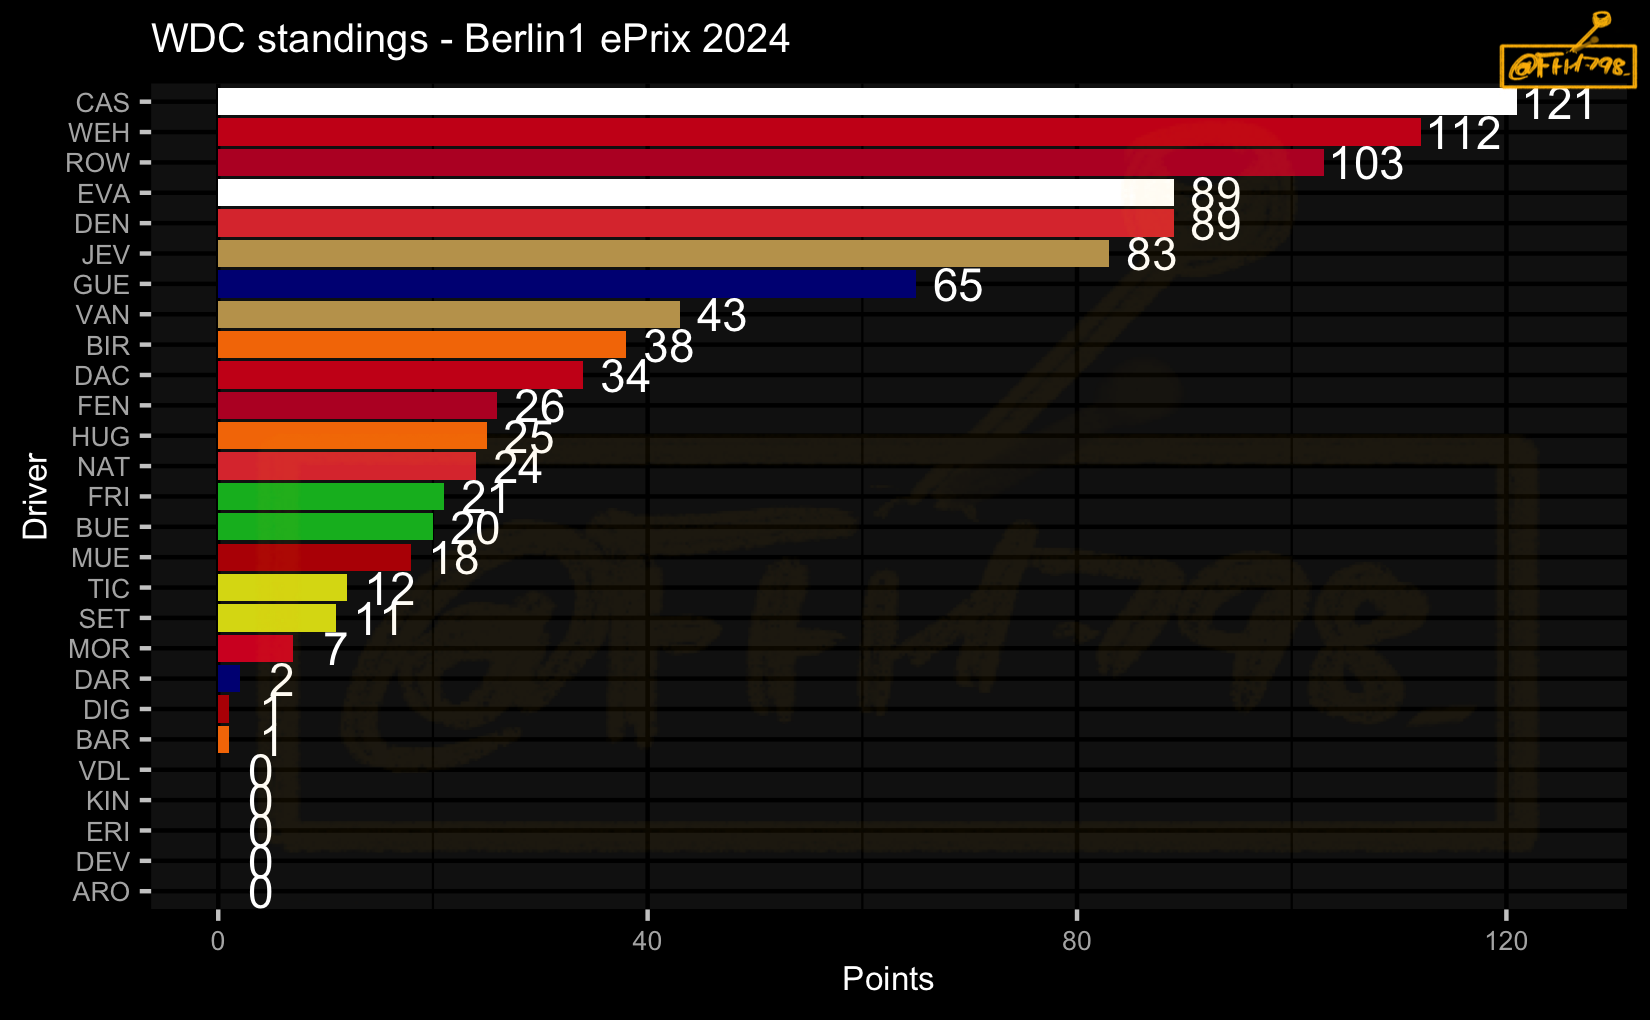 WDC standings - Berlin1 ePrix 2024
@FFH798_
CAS 121
WEH 112
ROW 103
EVA 89
DEN 89
JEV 83
GUE 65
VAN 43
BIR 38
DAC 34
FEN 26
HUG 25
NAT 24
FRI 21
BUE 20
MUE 18
TIC 12
SET 11
MOR 7
DAR 2
DIG 1
BAR 1
VDL 0
KIN 0
ERI 0
DEV 0
ARO 0
Driver
0 40 80 120
Points